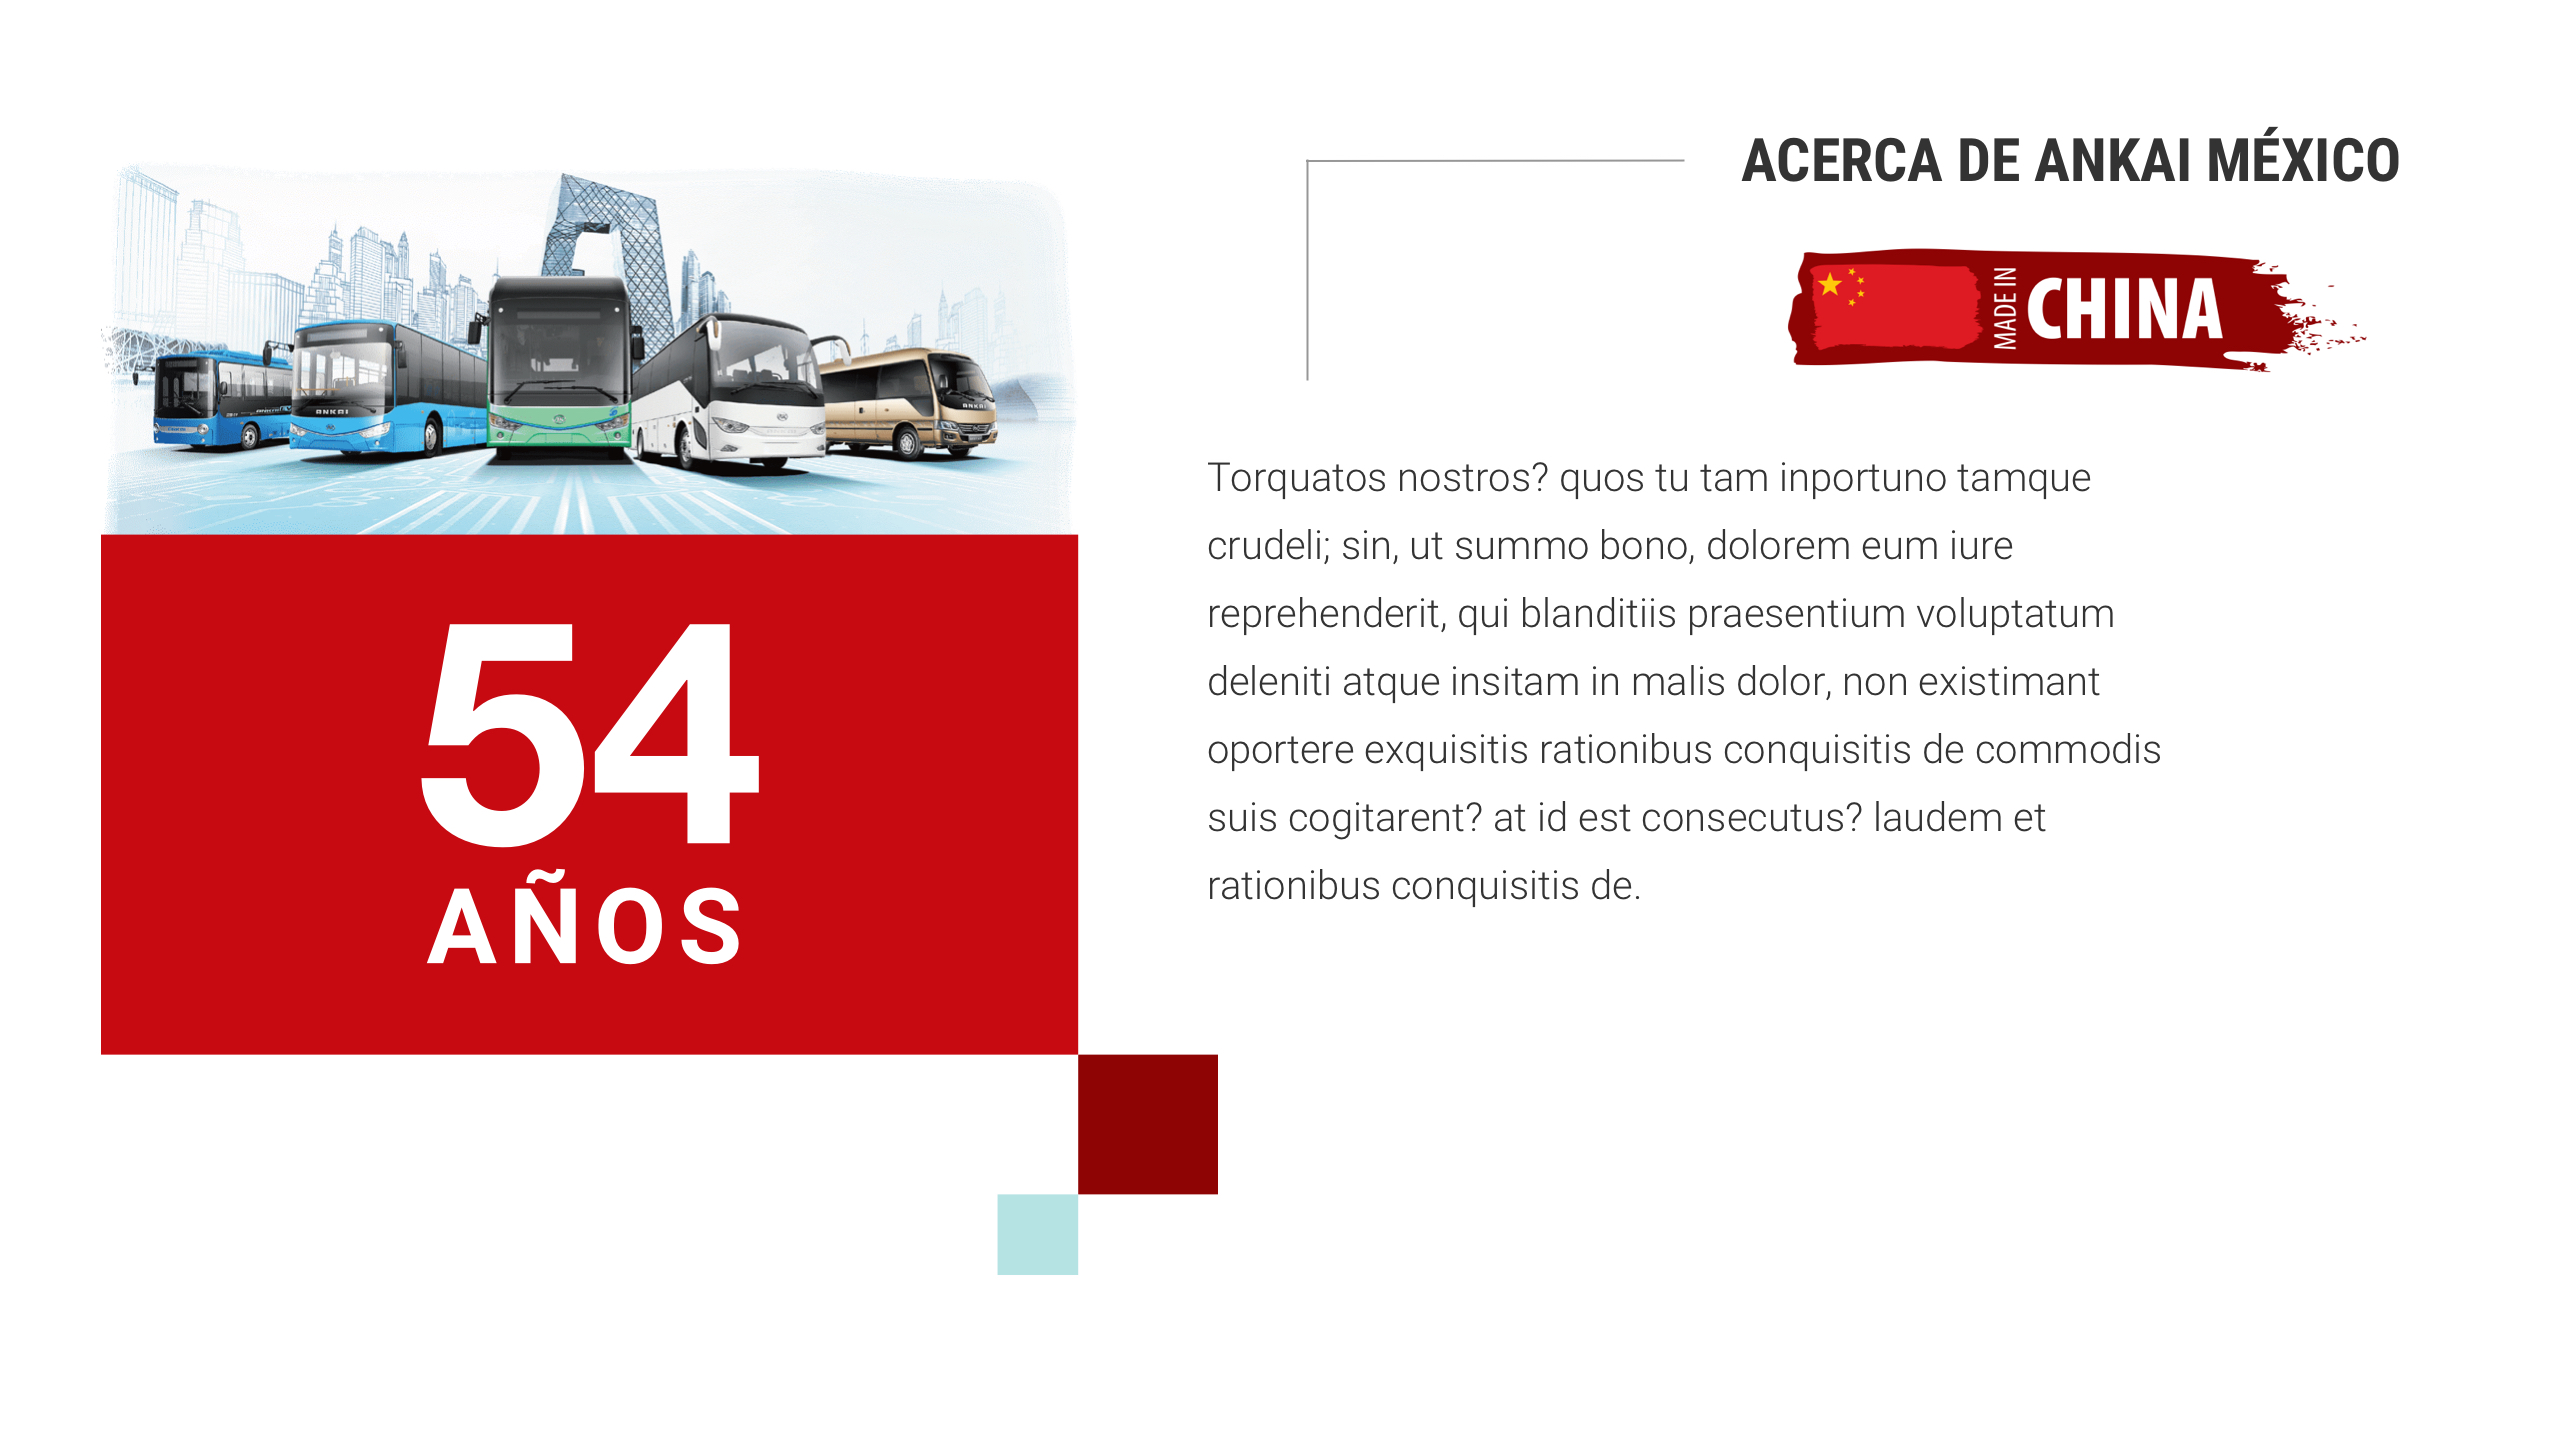 ACERCA DE ANKAI MÉXICO
MADE IN
CHINA
ANKAI
ANKAI
54
AÑOS
Torquatos nostros? quos tu tam inportuno tamque
crudeli; sin, ut summo bono, dolorem eum iure
reprehenderit, qui blanditiis praesentium voluptatum
deleniti atque insitam in malis dolor, non existimant
oportere exquisitis rationibus conquisitis de commodis
suis cogitarent? at id est consecutus? laudem et
rationibus conquisitis de.